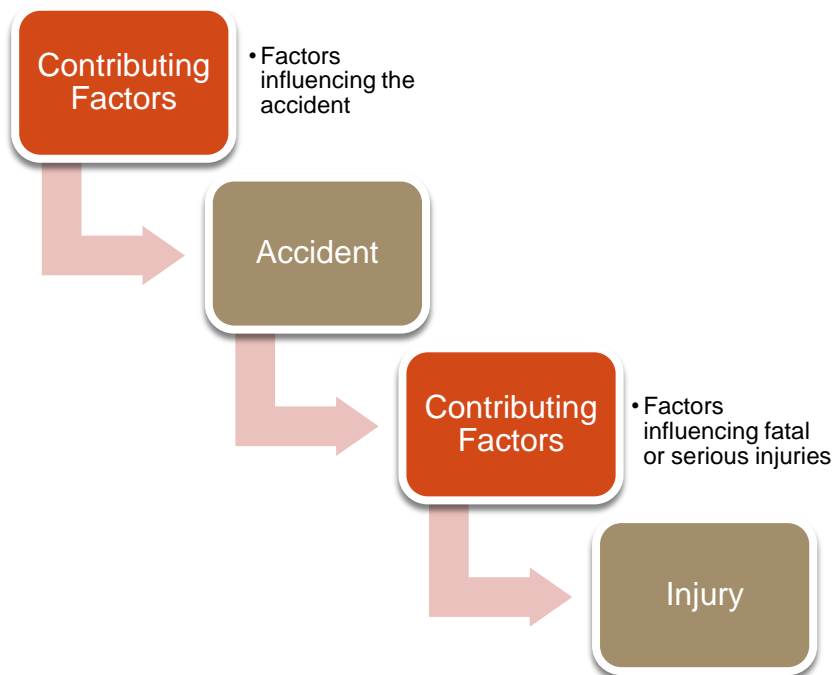 Contributing
Factors
• Factors
influencing the
accident
Accident
Contributing
Factors
• Factors
influencing fatal
or serious injuries
Injury